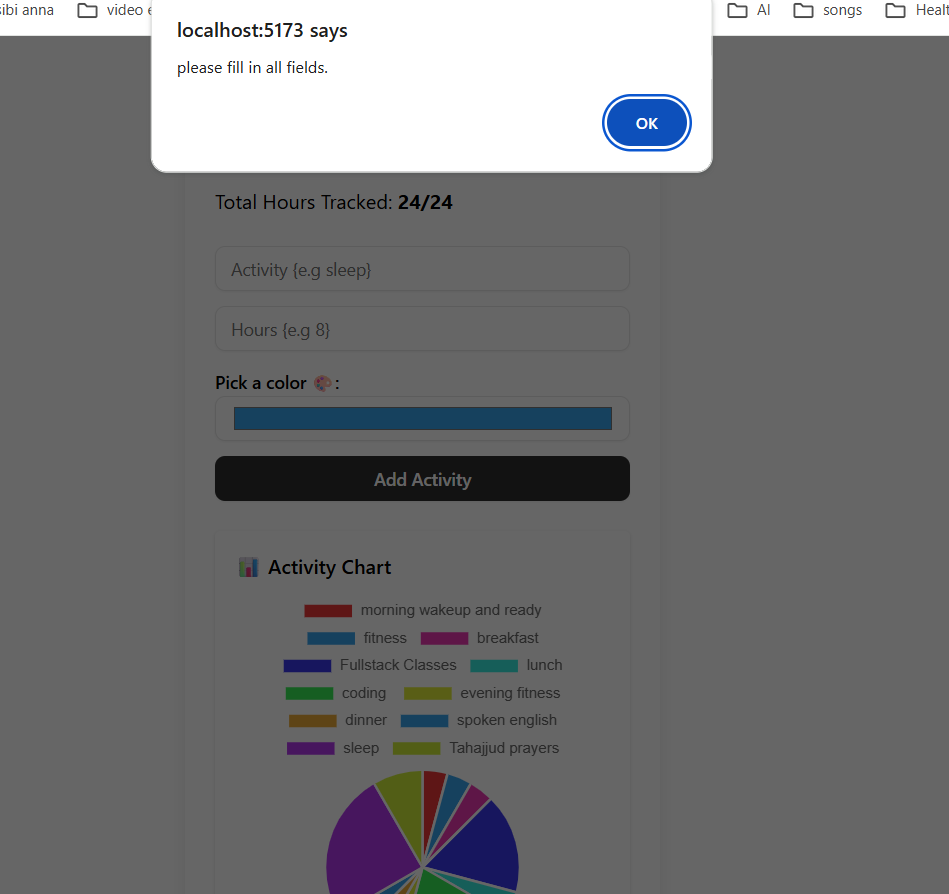 sibi anna video e AI songs Healt
localhost:5173 says
please fill in all fields.
OK
Total Hours Tracked: 24/24
Activity {e.g sleep}
Hours {e.g 8}
Pick a color 🎨 :
Add Activity
📊 Activity Chart
morning wakeup and ready
fitness breakfast
Fullstack Classes lunch
coding evening fitness
dinner spoken english
sleep Tahajjud prayers